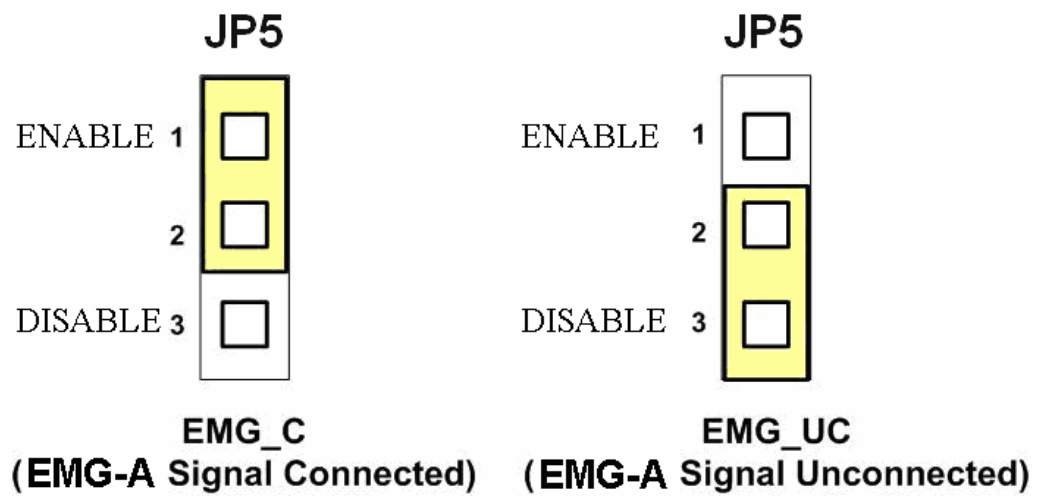 JP5
ENABLE 1
2
DISABLE 3
EMG_C
(EMG-A Signal Connected)
JP5
ENABLE 1
2
DISABLE 3
EMG_UC
(EMG-A Signal Unconnected)